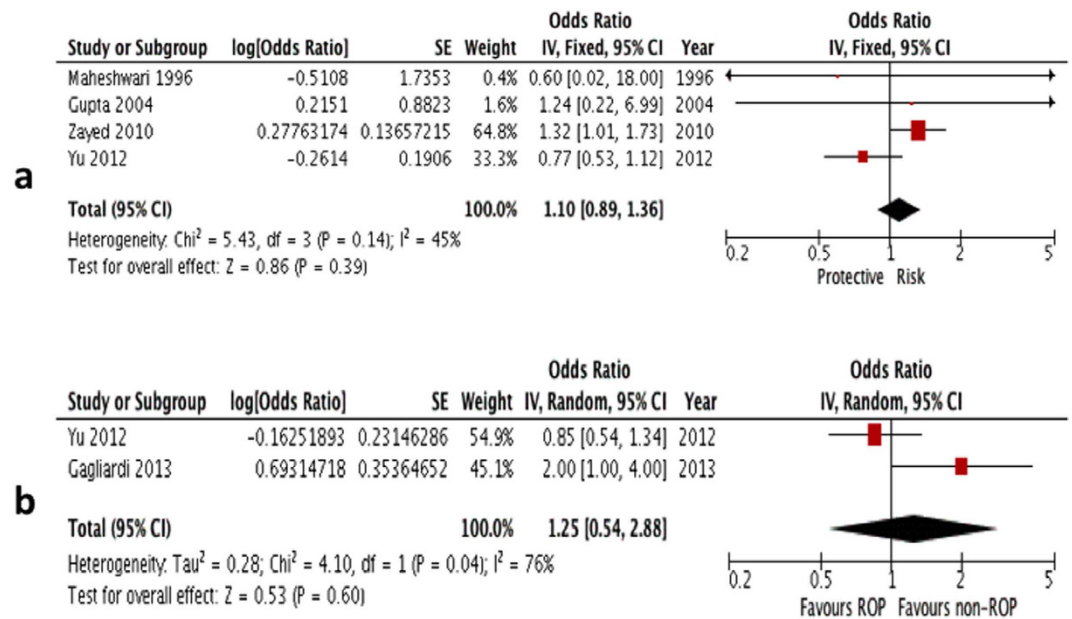 a
Odds Ratio Odds Ratio
Study or Subgroup log[Odds Ratio] SE Weight IV, Fixed, 95% CI Year IV, Fixed, 95% CI
Maheshwari 1996 -0.5108 1.7353 0.4% 0.60 [0.02, 18.00] 1996
Gupta 2004 0.2151 0.8823 1.6% 1.24 [0.22, 6.99] 2004
Zayed 2010 0.27763174 0.13657215 64.8% 1.32 [1.01, 1.73] 2010
Yu 2012 -0.2614 0.1906 33.3% 0.77 [0.53, 1.12] 2012
Total (95% CI) 100.0% 1.10 [0.89, 1.36]
Heterogeneity: Chi² = 5.43, df = 3 (P = 0.14); I² = 45%
Test for overall effect: Z = 0.86 (P = 0.39)
0.2 0.5 1 2 5
Protective Risk
b
Odds Ratio Odds Ratio
Study or Subgroup log[Odds Ratio] SE Weight IV, Random, 95% CI Year IV, Random, 95% CI
Yu 2012 -0.16251893 0.23146286 54.9% 0.85 [0.54, 1.34] 2012
Gagliardi 2013 0.69314718 0.35364652 45.1% 2.00 [1.00, 4.00] 2013
Total (95% CI) 100.0% 1.25 [0.54, 2.88]
Heterogeneity: Tau² = 0.28; Chi² = 4.10, df = 1 (P = 0.04); I² = 76%
Test for overall effect: Z = 0.53 (P = 0.60)
0.2 0.5 1 2 5
Favours ROP Favours non-ROP